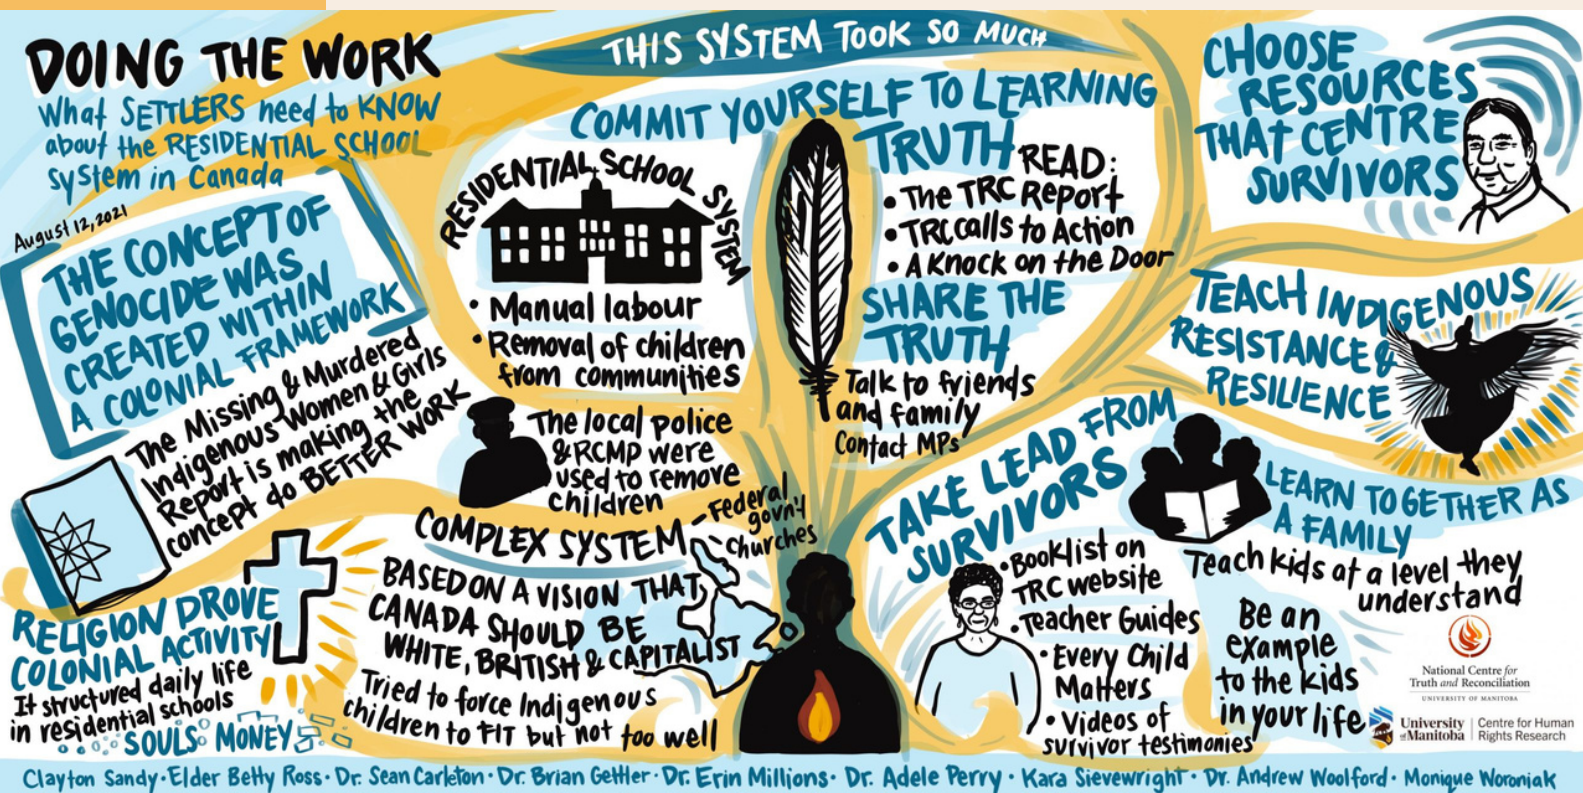 DOING THE WORK
What SETTLERS need to KNOW
about the RESIDENTIAL SCHOOL
system in Canada
August 12, 2021
THE CONCEPT OF
GENOCIDE WAS
CREATED WITHIN
A COLONIAL FRAMEWORK
The Missing & Murdered
Indigenous Women & Girls
Report is making the
concept do BETTER WORK
RELIGION DROVE
COLONIAL ACTIVITY
It structured daily life
in residential schools
SOULS MONEY
THIS SYSTEM TOOK SO MUCH
COMMIT YOURSELF TO LEARNING
TRUTH
RESIDENTIAL SCHOOL SYSTEM
• Manual labour
• Removal of children
from communities
The local police
& RCMP were
used to remove
children
COMPLEX SYSTEM
Federal
gov'n't
Churches
BASED ON A VISION THAT
CANADA SHOULD BE
WHITE, BRITISH & CAPITALIST
Tried to force Indigenous
children to FIT but not too well
READ:
• The TRC Report
• TRC calls to Action
• A Knock on the Door
SHARE THE
TRUTH
Talk to friends
and family
Contact MPs
TAKE LEAD FROM
SURVIVORS
• Booklist on
TRC website
• Teacher Guides
• Every Child
Matters
• Videos of
survivor testimonies
CHOOSE
RESOURCES
THAT CENTRE
SURVIVORS
TEACH INDIGENOUS
RESISTANCE &
RESILIENCE
LEARN TOGETHER AS
A FAMILY
Teach kids at a level they
understand
Be an
example
to the kids
in your life
National Centre for
Truth and Reconciliation
UNIVERSITY OF MANITOBA
University
of Manitoba
Centre for Human
Rights Research
Clayton Sandy • Elder Betty Ross • Dr. Sean Carleton • Dr. Brian Gettler • Dr. Erin Millions • Dr. Adele Perry • Kara Sievewright • Dr. Andrew Woolford • Monique Woroniak